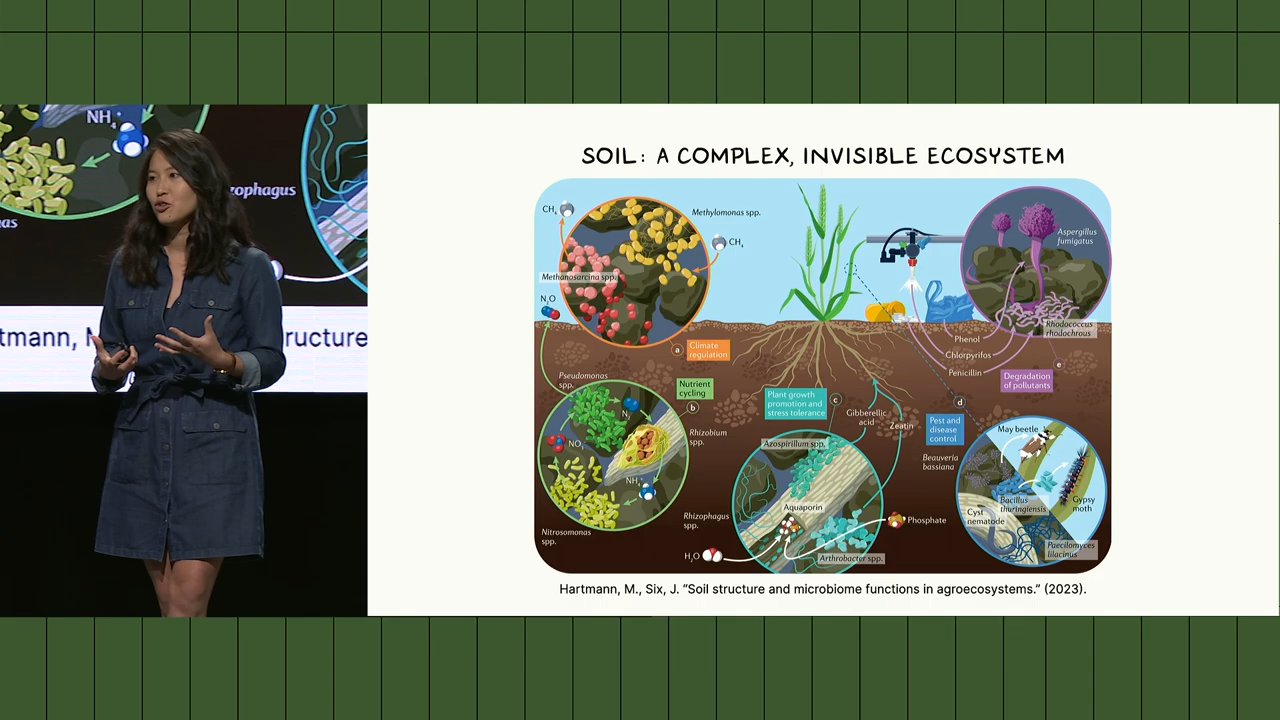 NH4
zophagus
nas
tmann, M
ructure
SOIL: A COMPLEX, INVISIBLE ECOSYSTEM
CH4
Methylomonas spp.
CH4
Methanosarcina spp.
N2O
a
Climate
regulation
Aspergillus
fumigatus
Rhodococcus
rhodochrous
Phenol
Chlorpyrifos
Penicillin
e
Degradation
of pollutants
Pseudomonas
spp.
Nutrient
cycling
b
N2
Rhizobium
spp.
NO3
NH4
Nitrosomonas
spp.
Plant growth
promotion and
stress tolerance
c
Gibberellic
acid
Zeatin
Azospirillum spp.
Aquaporin
Rhizophagus
spp.
Phosphate
H2O
Arthrobacter spp.
d
Pest and
disease
control
May beetle
Beauveria
bassiana
Bacillus
thuringiensis
Gypsy
moth
Cyst
nematode
Paecilomyces
lilacinus
Hartmann, M., Six, J. “Soil structure and microbiome functions in agroecosystems.” (2023).